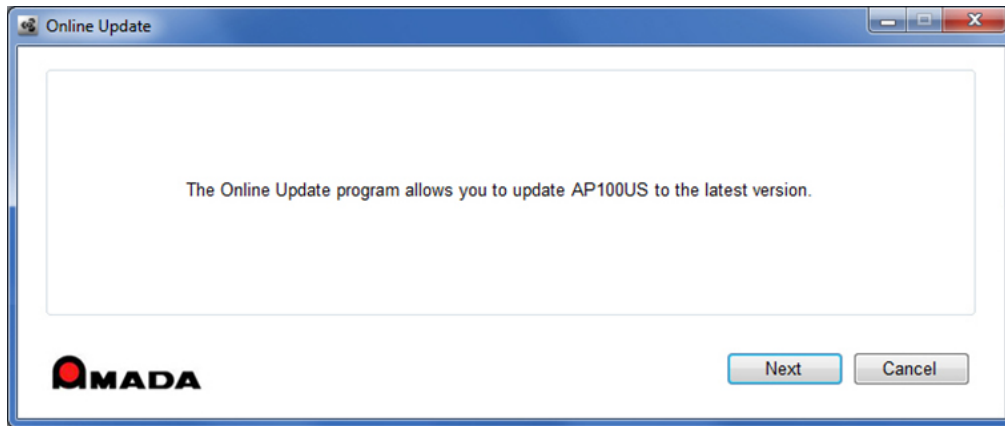 Online Update
The Online Update program allows you to update AP100US to the latest version.
AMADA
Next
Cancel